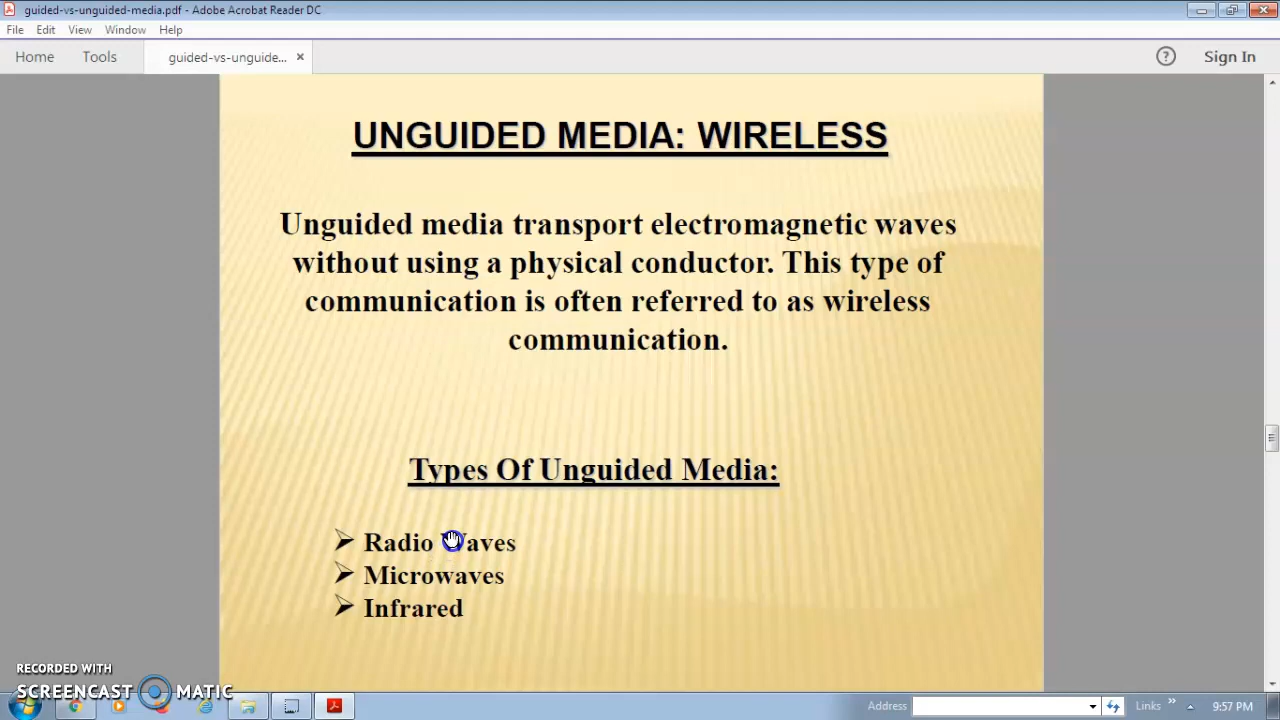 guided-vs-unguided-media.pdf - Adobe Acrobat Reader DC
File Edit View Window Help
Home Tools guided-vs-unguide... × ? Sign In
UNGUIDED MEDIA: WIRELESS
Unguided media transport electromagnetic waves
without using a physical conductor. This type of
communication is often referred to as wireless
communication.
Types Of Unguided Media:
➢ Radio Waves
➢ Microwaves
➢ Infrared
RECORDED WITH
SCREENCAST MATIC
Address Links » 9:57 PM